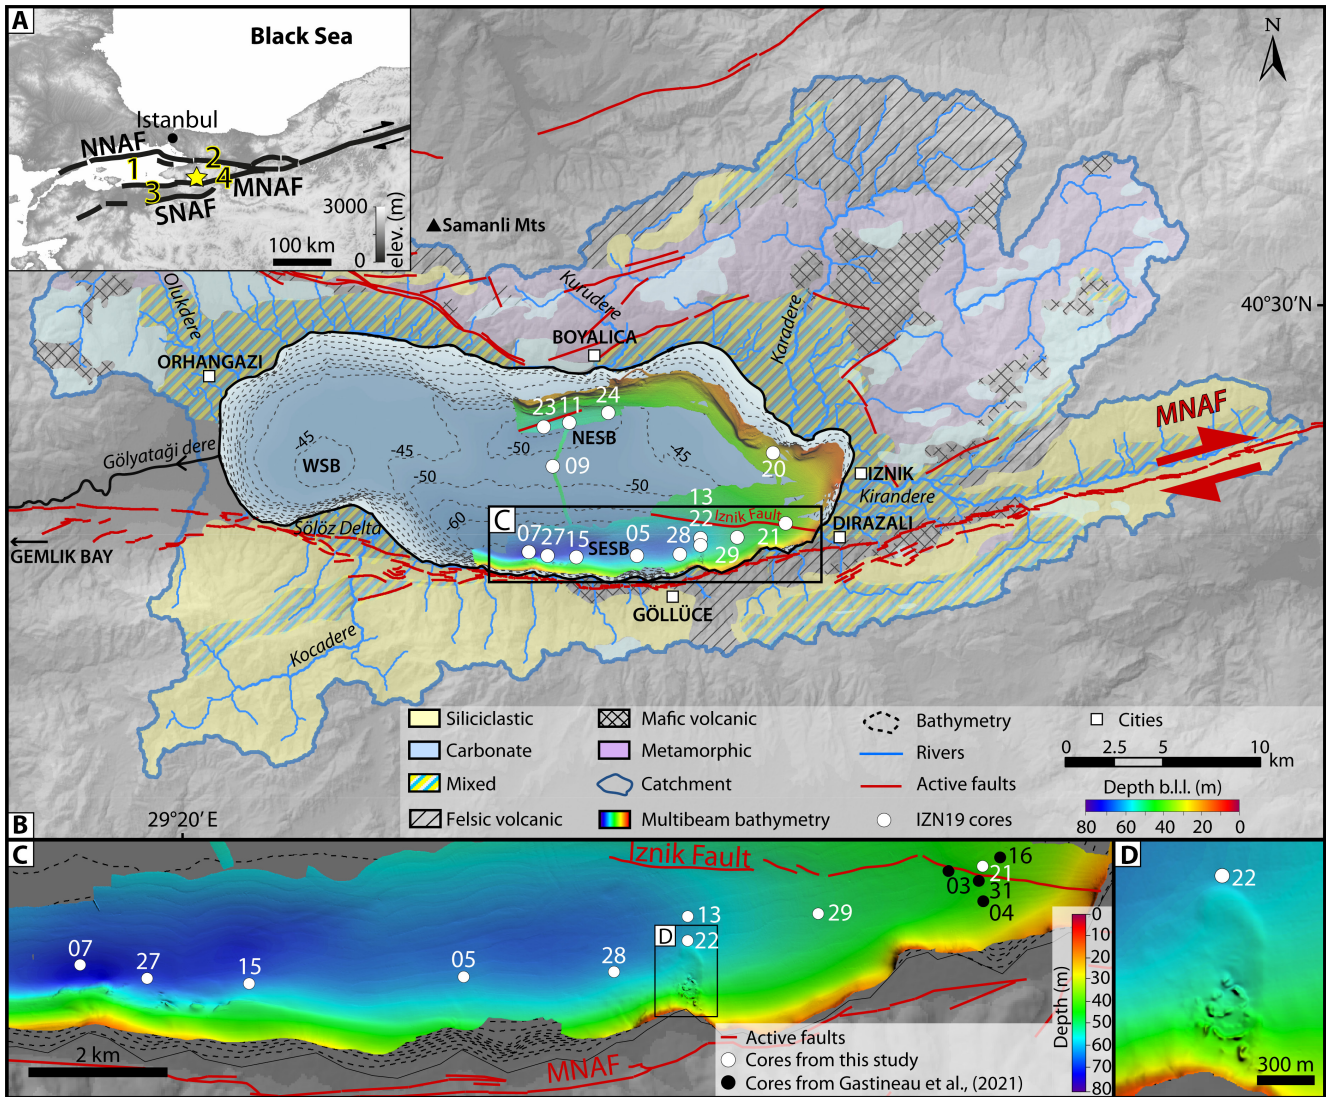 A
Black Sea
Istanbul
NNAF
1
2
3
4
MNAF
SNAF
3000
0
elev. (m)
100 km
N
Samanli Mts
40°30'N
Olukdere
Kurudere
Karadere
BOYALICA
ORHANGAZI
MNAF
23
11
24
NESB
-45
-45
-50
-45
WSB
09
20
-50
-50
Gölyataği dere
IZNIK
Kirandere
13
-60
C
22
Iznik Fault
DIRAZALI
Sölöz Delta
07
27
15
SESB
05
28
21
29
GEMLIK BAY
GÖLLÜCE
Kocadere
Siliciclastic
Mafic volcanic
Bathymetry
Cities
Carbonate
Metamorphic
Rivers
0 2.5 5 10
km
Mixed
Catchment
Active faults
Depth b.l.l. (m)
Felsic volcanic
Multibeam bathymetry
IZN19 cores
80 60 40 20 0
B
29°20' E
C
Iznik Fault
16
21
03
31
04
13
29
D
22
07
27
15
05
28
2 km
MNAF
Depth (m)
0
10
20
30
40
50
60
70
80
Active faults
Cores from this study
Cores from Gastineau et al., (2021)
D
22
300 m